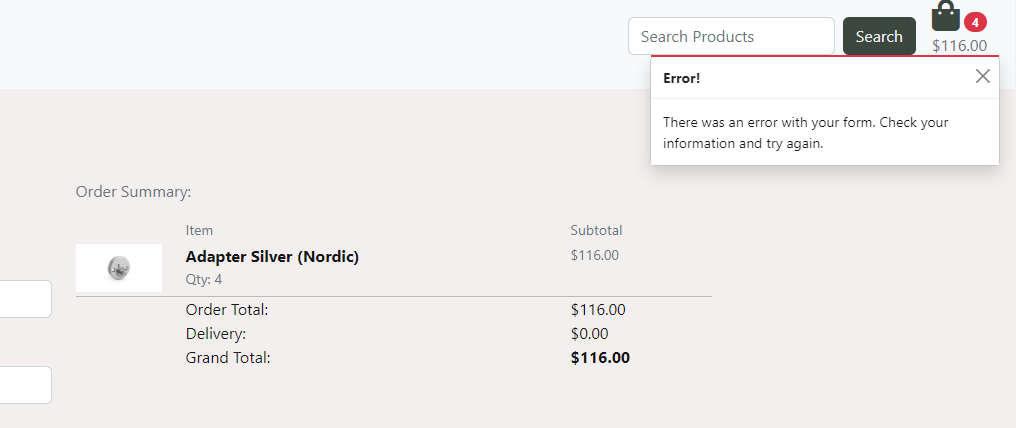 Search Products
Search
4
$116.00
Error!
There was an error with your form. Check your
information and try again.
Order Summary:
Item Subtotal
Adapter Silver (Nordic) $116.00
Qty: 4
Order Total: $116.00
Delivery: $0.00
Grand Total: $116.00